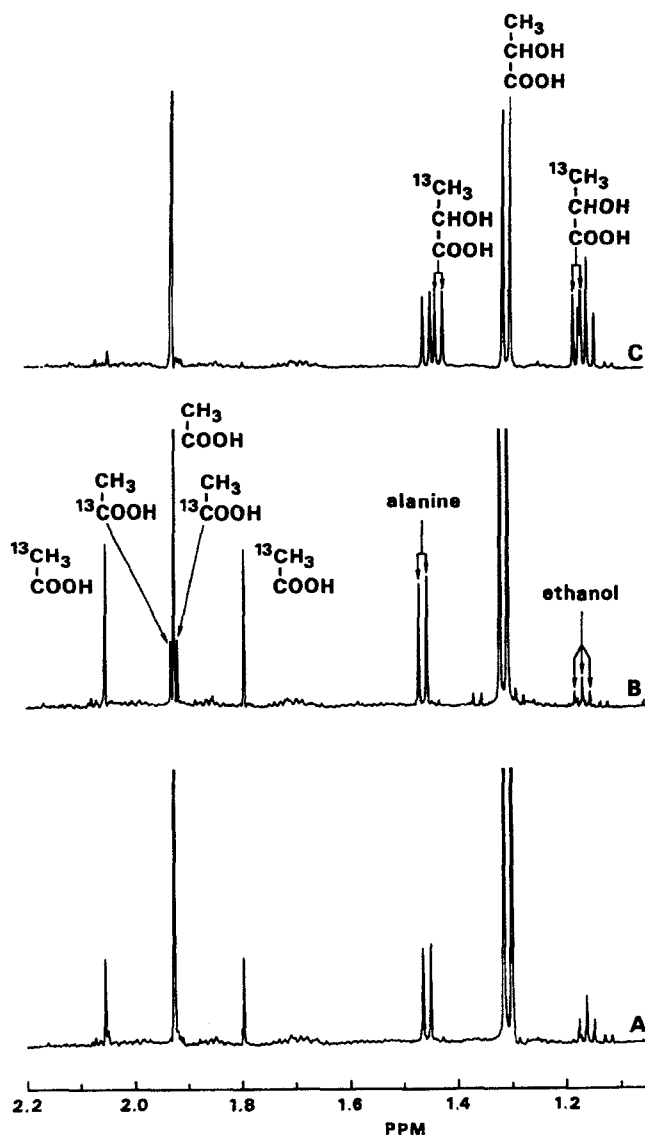 CH₃
CHOH
COOH
¹³CH₃
CHOH
COOH
¹³CH₃
CHOH
COOH
C
CH₃
COOH
CH₃
¹³COOH
CH₃
¹³COOH
¹³CH₃
COOH
¹³CH₃
COOH
alanine
ethanol
B
A
2.2 2.0 1.8 1.6 1.4 1.2
PPM